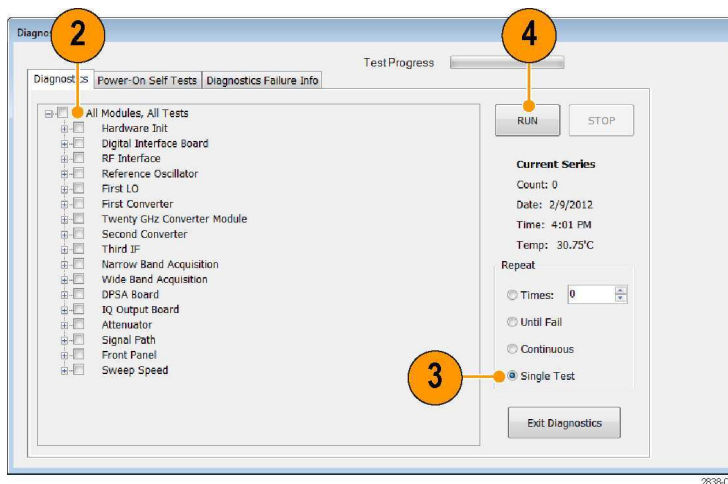 Diagnos
2
4
Test Progress
Diagnostics
Power-On Self Tests
Diagnostics Failure Info
All Modules, All Tests
Hardware Init
Digital Interface Board
RF Interface
Reference Oscillator
First LO
First Converter
Twenty GHz Converter Module
Second Converter
Third IF
Narrow Band Acquisition
Wide Band Acquisition
DPSA Board
IQ Output Board
Attenuator
Signal Path
Front Panel
Sweep Speed
RUN
STOP
Current Series
Count: 0
Date: 2/9/2012
Time: 4:01 PM
Temp: 30.75'C
Repeat
Times: 0
Until Fail
Continuous
3
Single Test
Exit Diagnostics